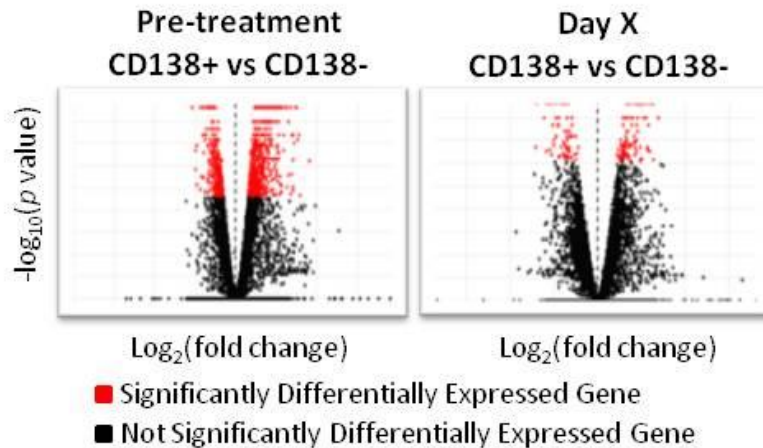 Pre-treatment
CD138+ vs CD138-
Day X
CD138+ vs CD138-
-log₁₀(p value)
Log₂(fold change)
Log₂(fold change)
Significantly Differentially Expressed Gene
Not Significantly Differentially Expressed Gene